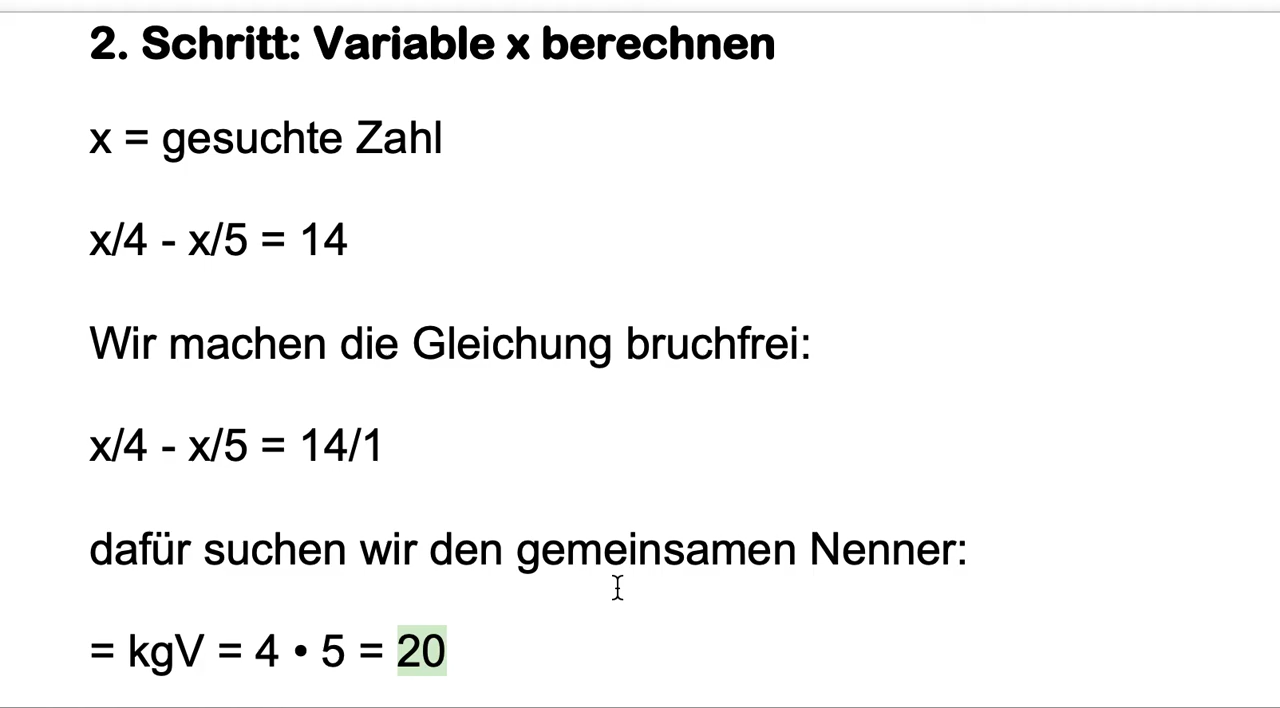 2. Schritt: Variable x berechnen
x = gesuchte Zahl
x/4 - x/5 = 14
Wir machen die Gleichung bruchfrei:
x/4 - x/5 = 14/1
dafür suchen wir den gemeinsamen Nenner:
= kgV = 4 • 5 = 20